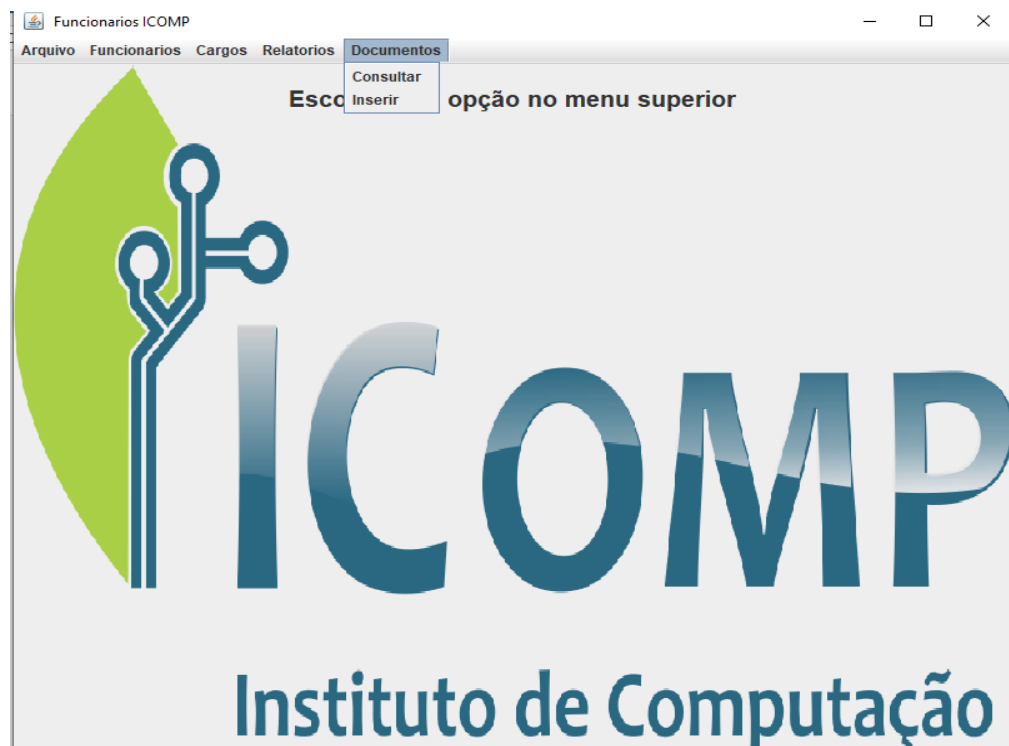 Funcionarios ICOMP
Arquivo Funcionarios Cargos Relatorios Documentos
Consultar
Inserir
Esco opção no menu superior
ICOMP
Instituto de Computação